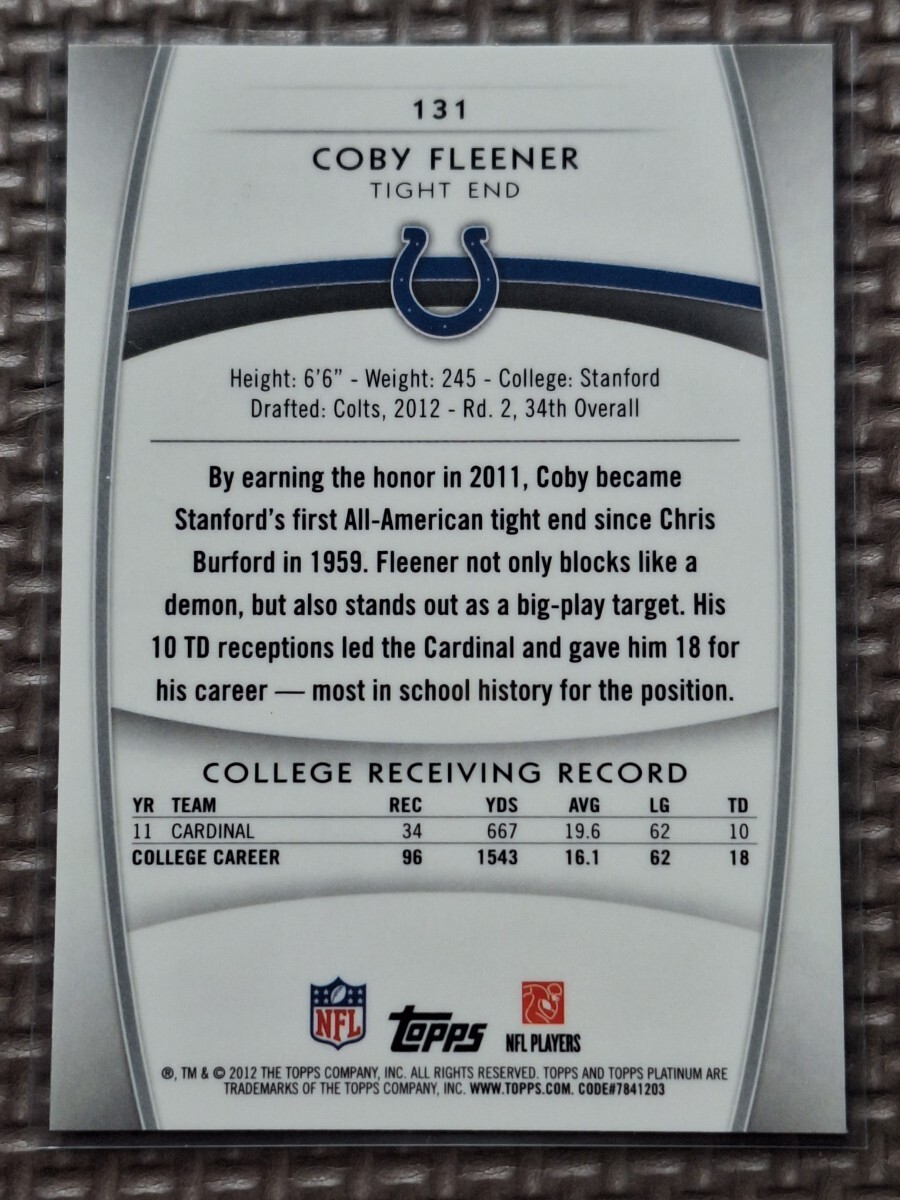 131
COBY FLEENER
TIGHT END
Height: 6'6" - Weight: 245 - College: Stanford
Drafted: Colts, 2012 - Rd. 2, 34th Overall
By earning the honor in 2011, Coby became
Stanford's first All-American tight end since Chris
Burford in 1959. Fleener not only blocks like a
demon, but also stands out as a big-play target. His
10 TD receptions led the Cardinal and gave him 18 for
his career — most in school history for the position.
COLLEGE RECEIVING RECORD
YR TEAM REC YDS AVG LG TD
11 CARDINAL 34 667 19.6 62 10
COLLEGE CAREER 96 1543 16.1 62 18
NFL topps NFL PLAYERS
®, TM & © 2012 THE TOPPS COMPANY, INC. ALL RIGHTS RESERVED. TOPPS AND TOPPS PLATINUM ARE
TRADEMARKS OF THE TOPPS COMPANY, INC. WWW.TOPPS.COM. CODE#7841203